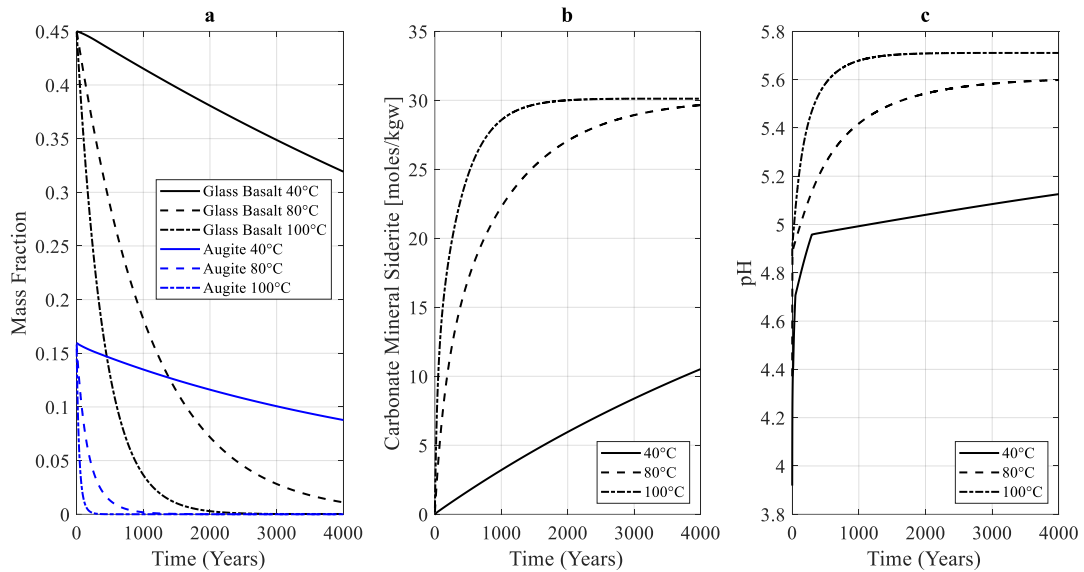 a
0.45
0.4
0.35
0.3
0.25
0.2
0.15
0.1
0.05
0
0 1000 2000 3000 4000
Mass Fraction
Time (Years)
Glass Basalt 40°C
Glass Basalt 80°C
Glass Basalt 100°C
Augite 40°C
Augite 80°C
Augite 100°C
b
35
30
25
20
15
10
5
0
0 1000 2000 3000 4000
Carbonate Mineral Siderite [moles/kgw]
Time (Years)
40°C
80°C
100°C
c
5.8
5.6
5.4
5.2
5
4.8
4.6
4.4
4.2
4
3.8
0 1000 2000 3000 4000
pH
Time (Years)
40°C
80°C
100°C